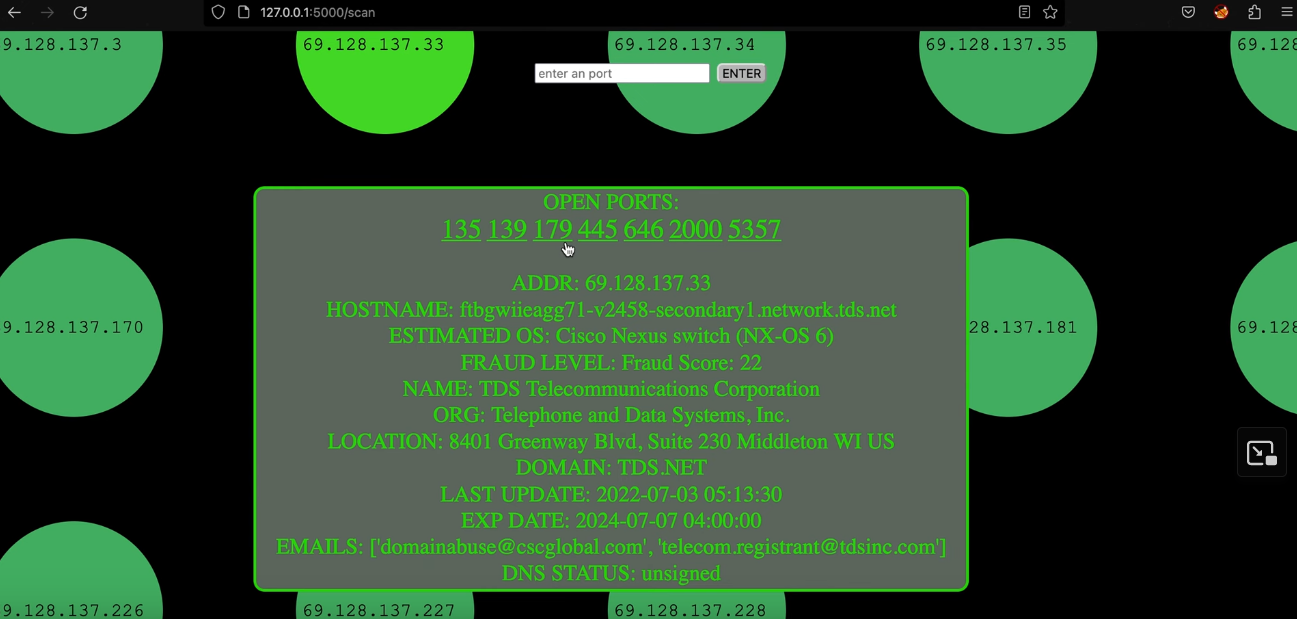 127.0.0.1:5000/scan
9.128.137.3
69.128.137.33
69.128.137.34
69.128.137.35
69.128
enter an port
ENTER
OPEN PORTS:
135 139 179 445 646 2000 5357
ADDR: 69.128.137.33
HOSTNAME: ftbgwiieagg71-v2458-secondary1.network.tds.net
9.128.137.170
28.137.181
69.128
ESTIMATED OS: Cisco Nexus switch (NX-OS 6)
FRAUD LEVEL: Fraud Score: 22
NAME: TDS Telecommunications Corporation
ORG: Telephone and Data Systems, Inc.
LOCATION: 8401 Greenway Blvd, Suite 230 Middleton WI US
DOMAIN: TDS.NET
LAST UPDATE: 2022-07-03 05:13:30
EXP DATE: 2024-07-07 04:00:00
EMAILS: ['domainabuse@cscglobal.com', 'telecom.registrant@tdsinc.com']
DNS STATUS: unsigned
9.128.137.226
69.128.137.227
69.128.137.228